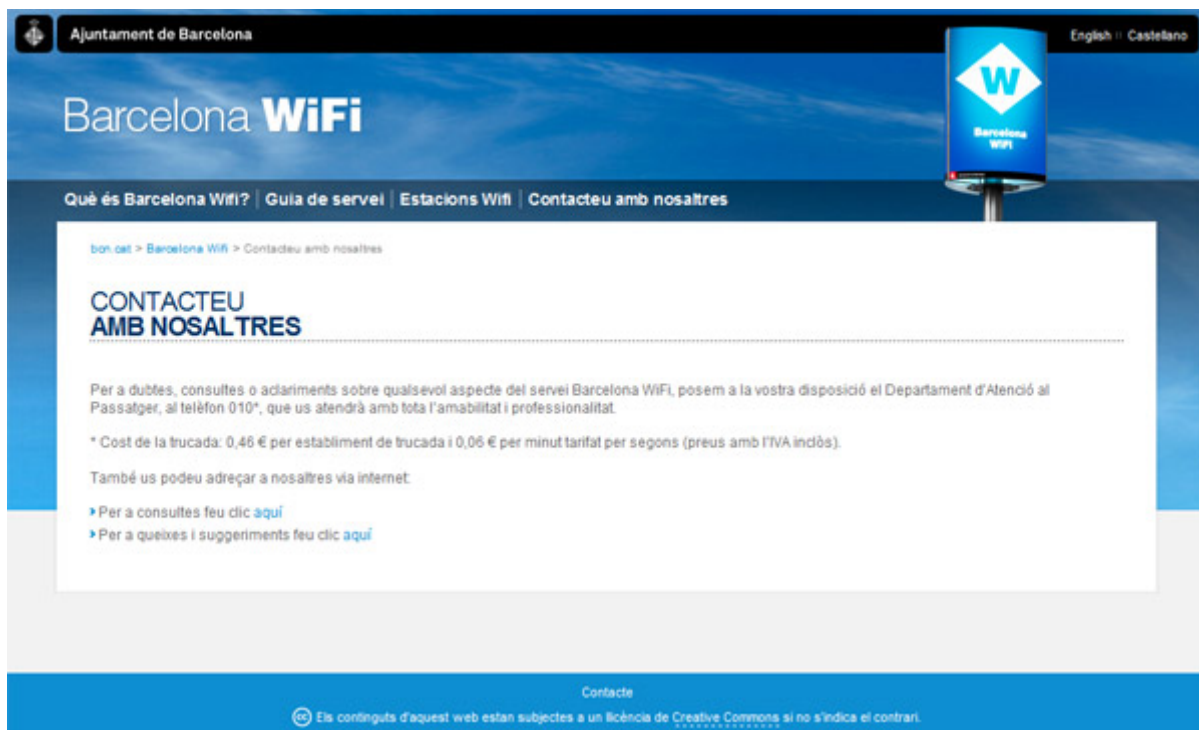 Ajuntament de Barcelona
English Castellano
Barcelona WiFi
W
Barcelona
WiFi
Què és Barcelona Wifi? | Guia de servei | Estacions Wifi | Contacteu amb nosaltres
bcn.cat > Barcelona Wifi > Contacteu amb nosaltres
CONTACTEU
AMB NOSALTRES
Per a dubtes, consultes o aclariments sobre qualsevol aspecte del servei Barcelona WiFi, posem a la vostra disposició el Departament d'Atenció al
Passatger, al telèfon 010*, que us atendrà amb tota l'amabilitat i professionalitat.
* Cost de la trucada: 0,46 € per establiment de trucada i 0,06 € per minut tarifat per segons (preus amb l'IVA inclòs).
També us podeu adreçar a nosaltres via internet:
Per a consultes feu clic aquí
Per a queixes i suggeriments feu clic aquí
Contacte
cc Els continguts d'aquest web estan subjectes a un llicència de Creative Commons si no s'indica el contrari.